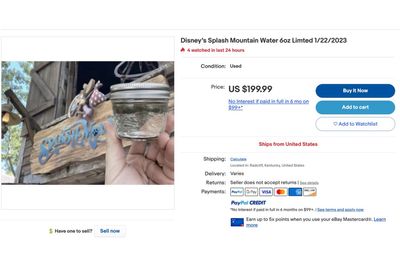 Disney's Splash Mountain Water 6oz Limted 1/22/2023
4 watched in last 24 hours
Condition: Used
Price: US $199.99
No Interest if paid in full in 6 mo on
$99+*
Buy It Now
Add to cart
Add to Watchlist
Ships from United States
Shipping: Calculate
Located in: Radcliff, Kentucky, United States
Delivery: Varies
Returns: Seller does not accept returns | See details
Payments: PayPal G Pay VISA DISCOVER
PayPal CREDIT
*No Interest if paid in full in 6 months on $99+. | See terms and apply now
Earn up to 5x points when you use your eBay Mastercard®. Learn
more
Have one to sell? Sell now